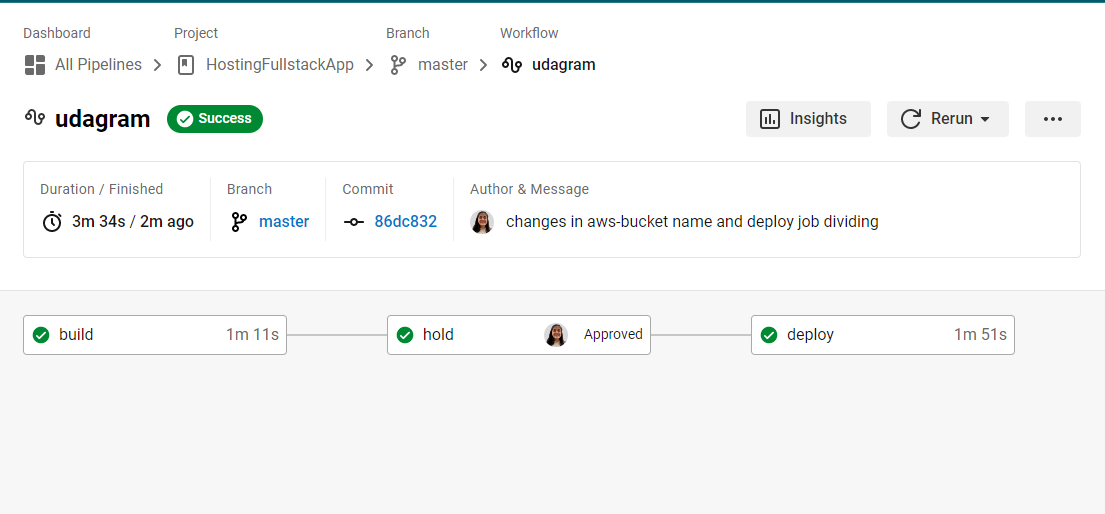 Dashboard Project Branch Workflow
All Pipelines HostingFullstackApp master udagram
udagram Success Insights Rerun
Duration / Finished Branch Commit Author & Message
3m 34s / 2m ago master 86dc832 changes in aws-bucket name and deploy job dividing
build 1m 11s hold Approved deploy 1m 51s